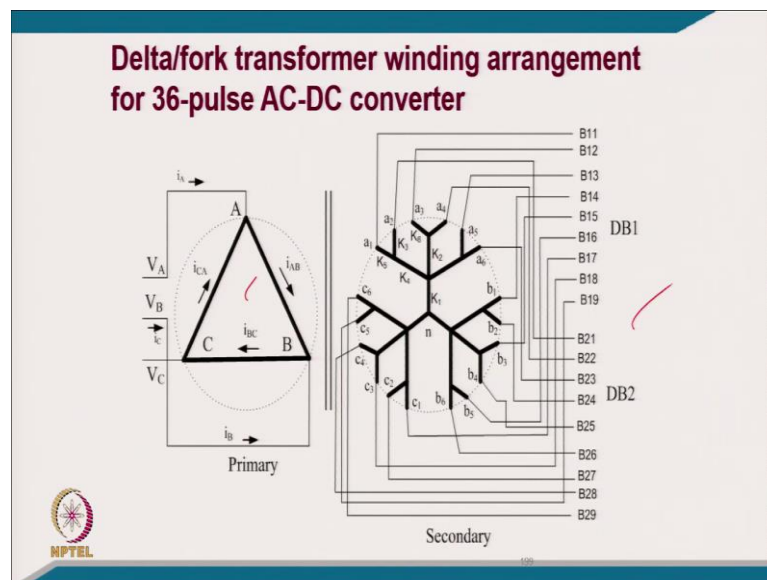 Delta/fork transformer winding arrangement
for 36-pulse AC-DC converter
iA
A
VA
iCA
iAB
VB
iC
iBC
C
B
VC
iB
Primary
a1
a2
a3
a4
a5
a6
K5
K3
K6
K2
K4
K1
n
b1
b2
b3
b4
b5
b6
c6
c5
c4
c3
c2
c1
Secondary
B11
B12
B13
B14
B15
DB1
B16
B17
B18
B19
B21
B22
B23
B24
DB2
B25
B26
B27
B28
B29
NPTEL
199